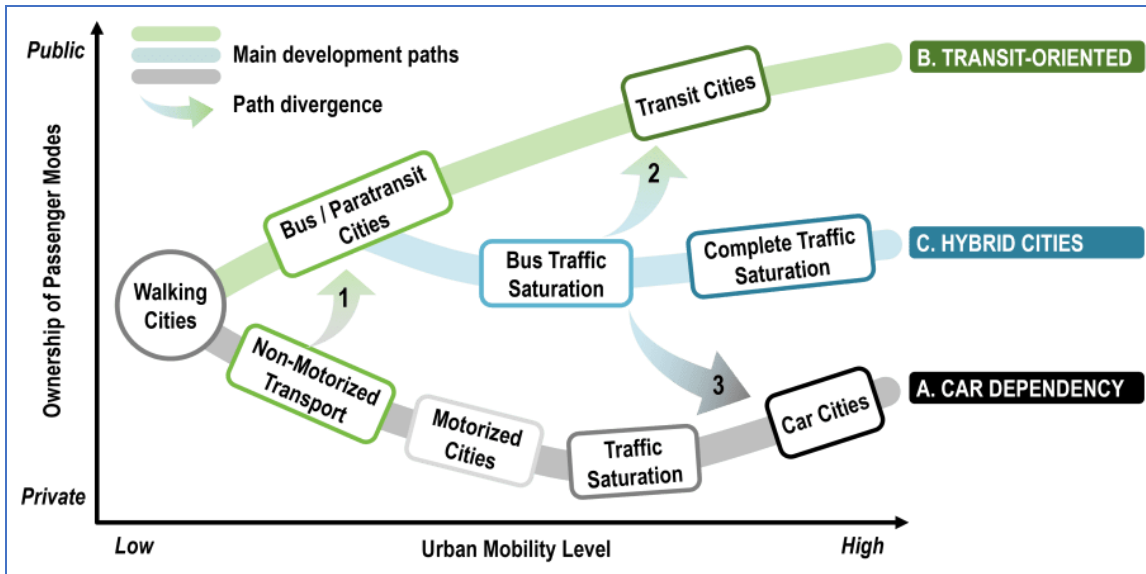 Public
Main development paths
Path divergence
B. TRANSIT-ORIENTED
Transit Cities
2
Bus / Paratransit
Cities
C. HYBRID CITIES
Complete Traffic
Saturation
Bus Traffic
Saturation
Walking
Cities
1
Non-Motorized
Transport
3
A. CAR DEPENDENCY
Car Cities
Motorized
Cities
Traffic
Saturation
Ownership of Passenger Modes
Private
Low
Urban Mobility Level
High